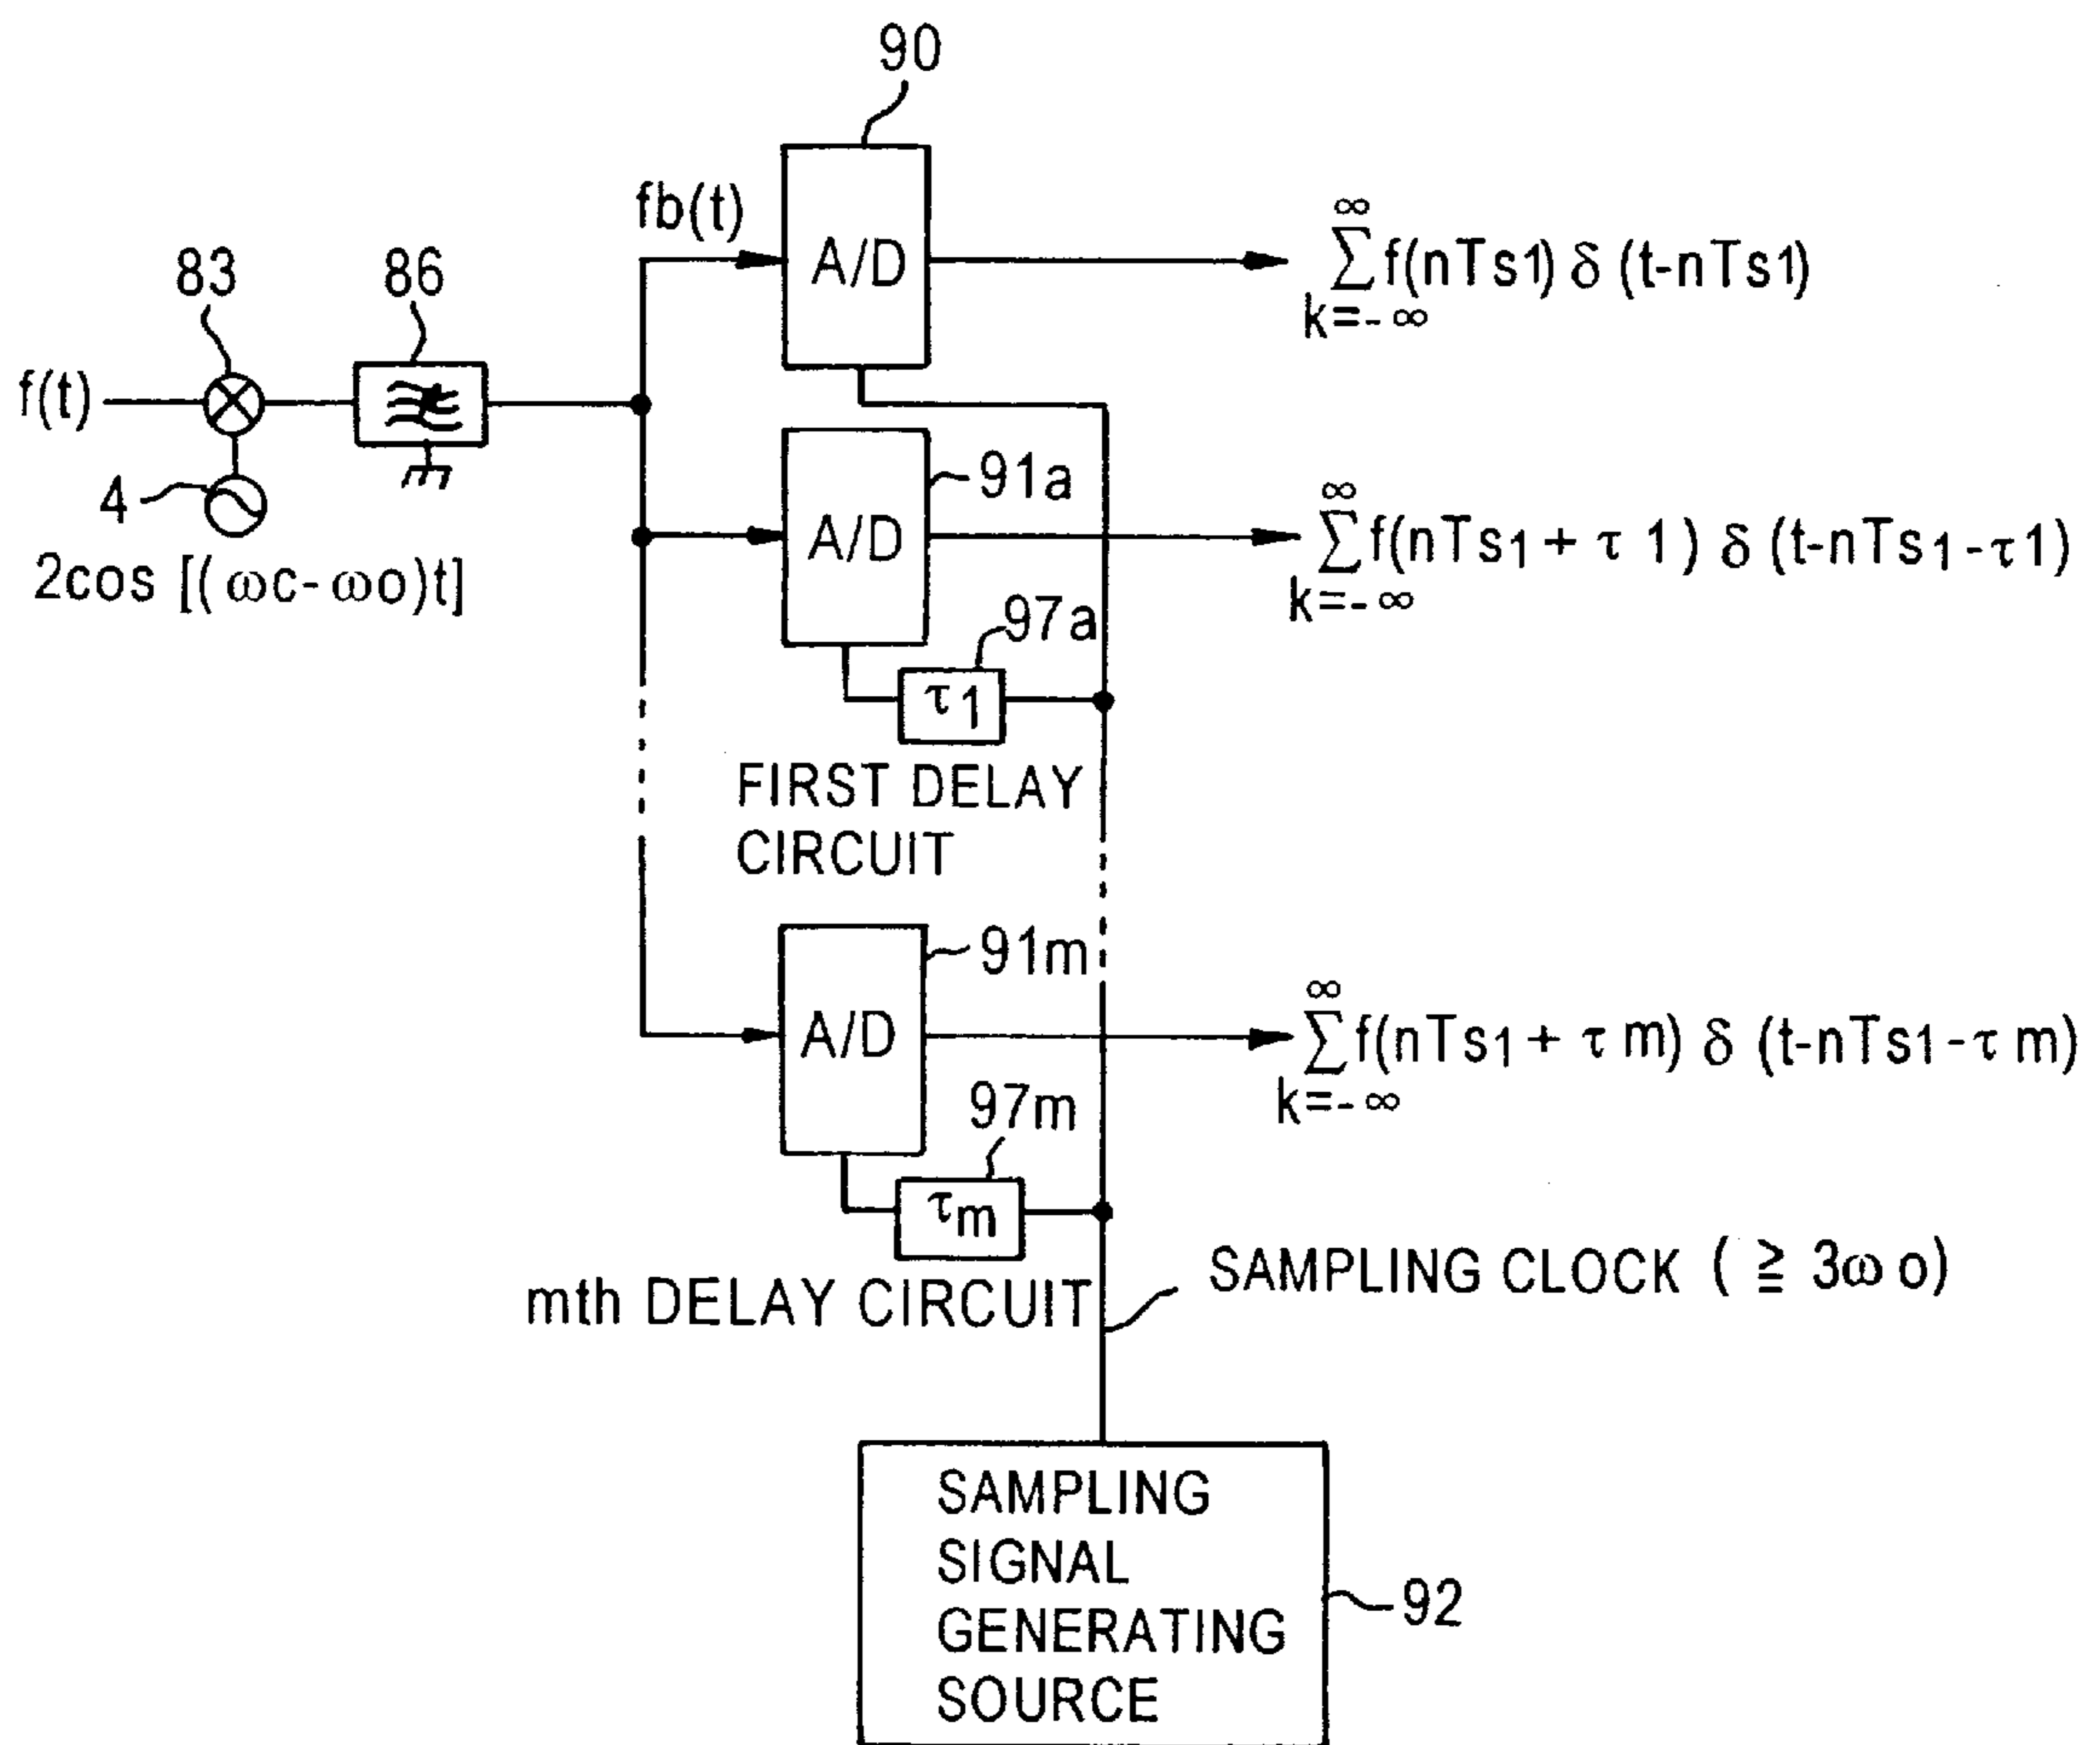 90
fb(t)
A/D
∞
∑f(nTs1) δ (t-nTs1)
k=-∞
83
86
f(t)
4
2cos [(ωc-ωo)t]
A/D
91a
∞
∑f(nTs1 + τ 1) δ (t-nTs1-τ1)
k=-∞
97a
τ1
FIRST DELAY
CIRCUIT
A/D
91m
∞
∑f(nTs1 + τ m) δ (t-nTs1-τ m)
k=-∞
97m
τm
mth DELAY CIRCUIT
SAMPLING CLOCK ( ≧ 3ω o)
SAMPLING
SIGNAL
GENERATING
SOURCE
92